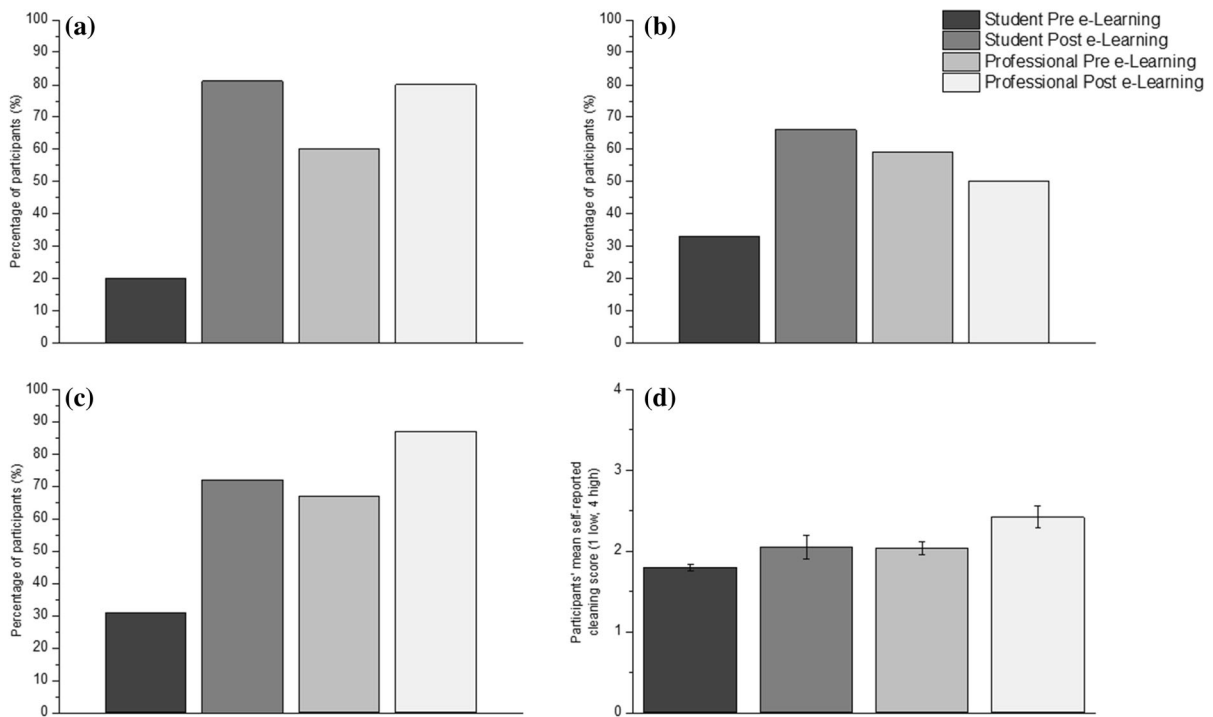 (a)
100
90
80
70
60
50
40
30
20
10
0
Percentage of participants (%)
(b)
100
90
80
70
60
50
40
30
20
10
0
Percentage of participants (%)
Student Pre e-Learning
Student Post e-Learning
Professional Pre e-Learning
Professional Post e-Learning
(c)
100
90
80
70
60
50
40
30
20
10
0
Percentage of participants (%)
(d)
4
3
2
1
0
Participants' mean self-reported
cleaning score (1 low, 4 high)